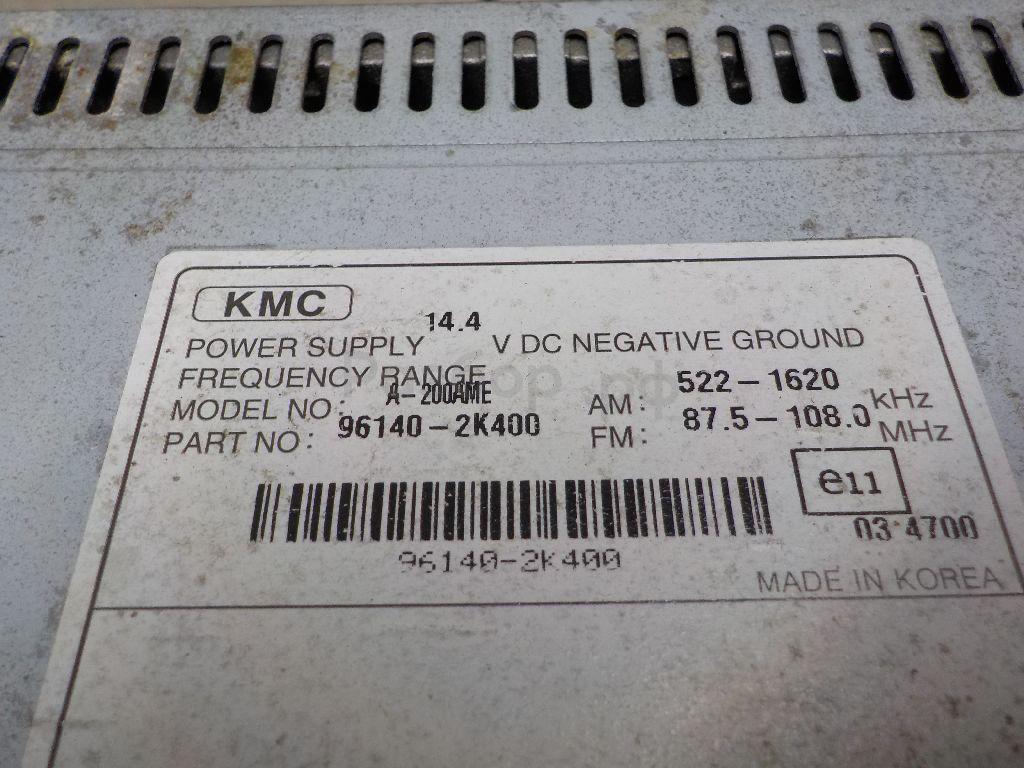 KMC
POWER SUPPLY 14.4 V DC NEGATIVE GROUND
FREQUENCY RANGE
MODEL NO: A-200AME
AM: 522-1620 kHz
PART NO: 96140-2K400
FM: 87.5-108.0 MHz
e11
03 4700
96140-2K400
MADE IN KOREA